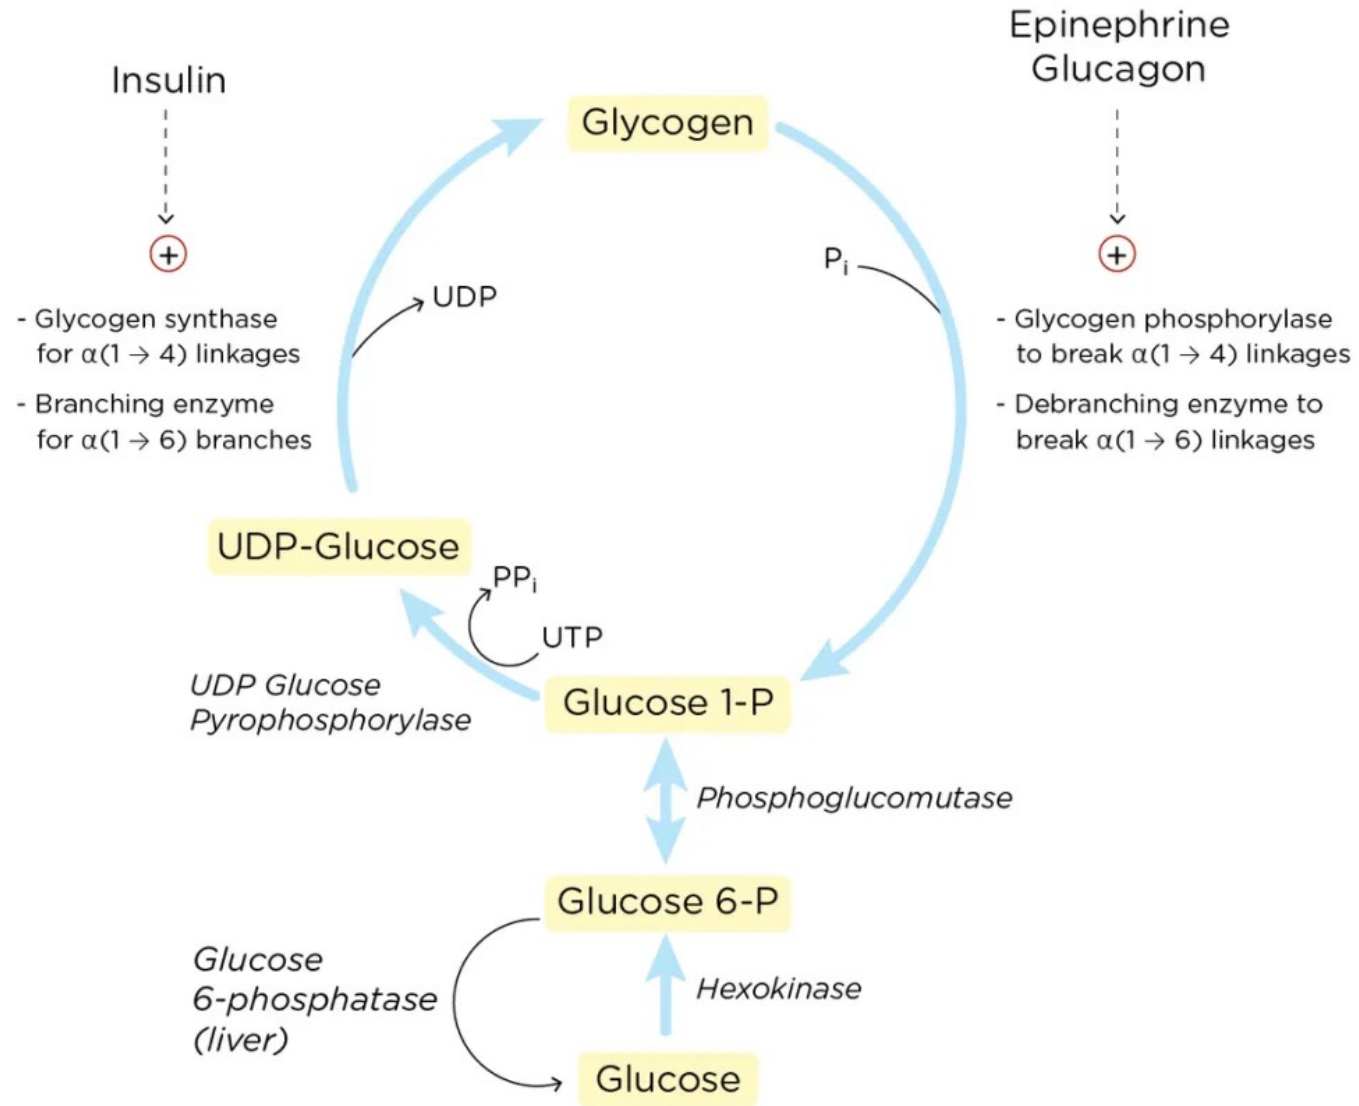 Epinephrine
Glucagon
Insulin
Glycogen
+
+
Pi
UDP
- Glycogen synthase
for α(1 → 4) linkages
- Branching enzyme
for α(1 → 6) branches
- Glycogen phosphorylase
to break α(1 → 4) linkages
- Debranching enzyme to
break α(1 → 6) linkages
UDP-Glucose
PPi
UTP
UDP Glucose
Pyrophosphorylase
Glucose 1-P
Phosphoglucomutase
Glucose 6-P
Glucose
6-phosphatase
(liver)
Hexokinase
Glucose